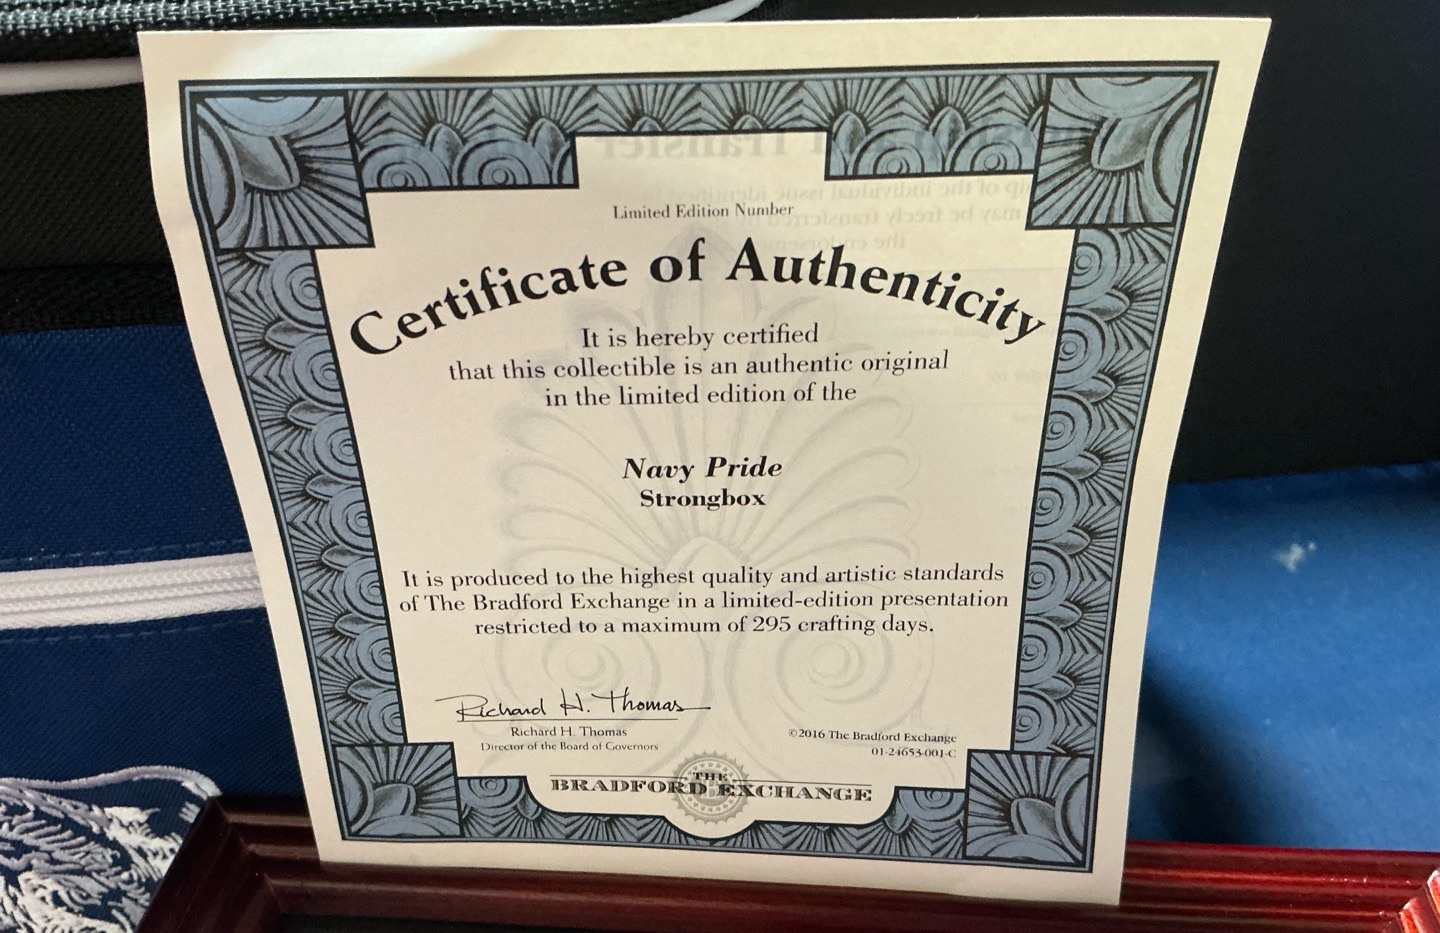 Limited Edition Number
Certificate of Authenticity
It is hereby certified
that this collectible is an authentic original
in the limited edition of the
Navy Pride
Strongbox
It is produced to the highest quality and artistic standards
of The Bradford Exchange in a limited-edition presentation
restricted to a maximum of 295 crafting days.
Richard H. Thomas
Richard H. Thomas
Director of the Board of Governors
©2016 The Bradford Exchange
01-24653-001-C
THE
BRADFORD EXCHANGE